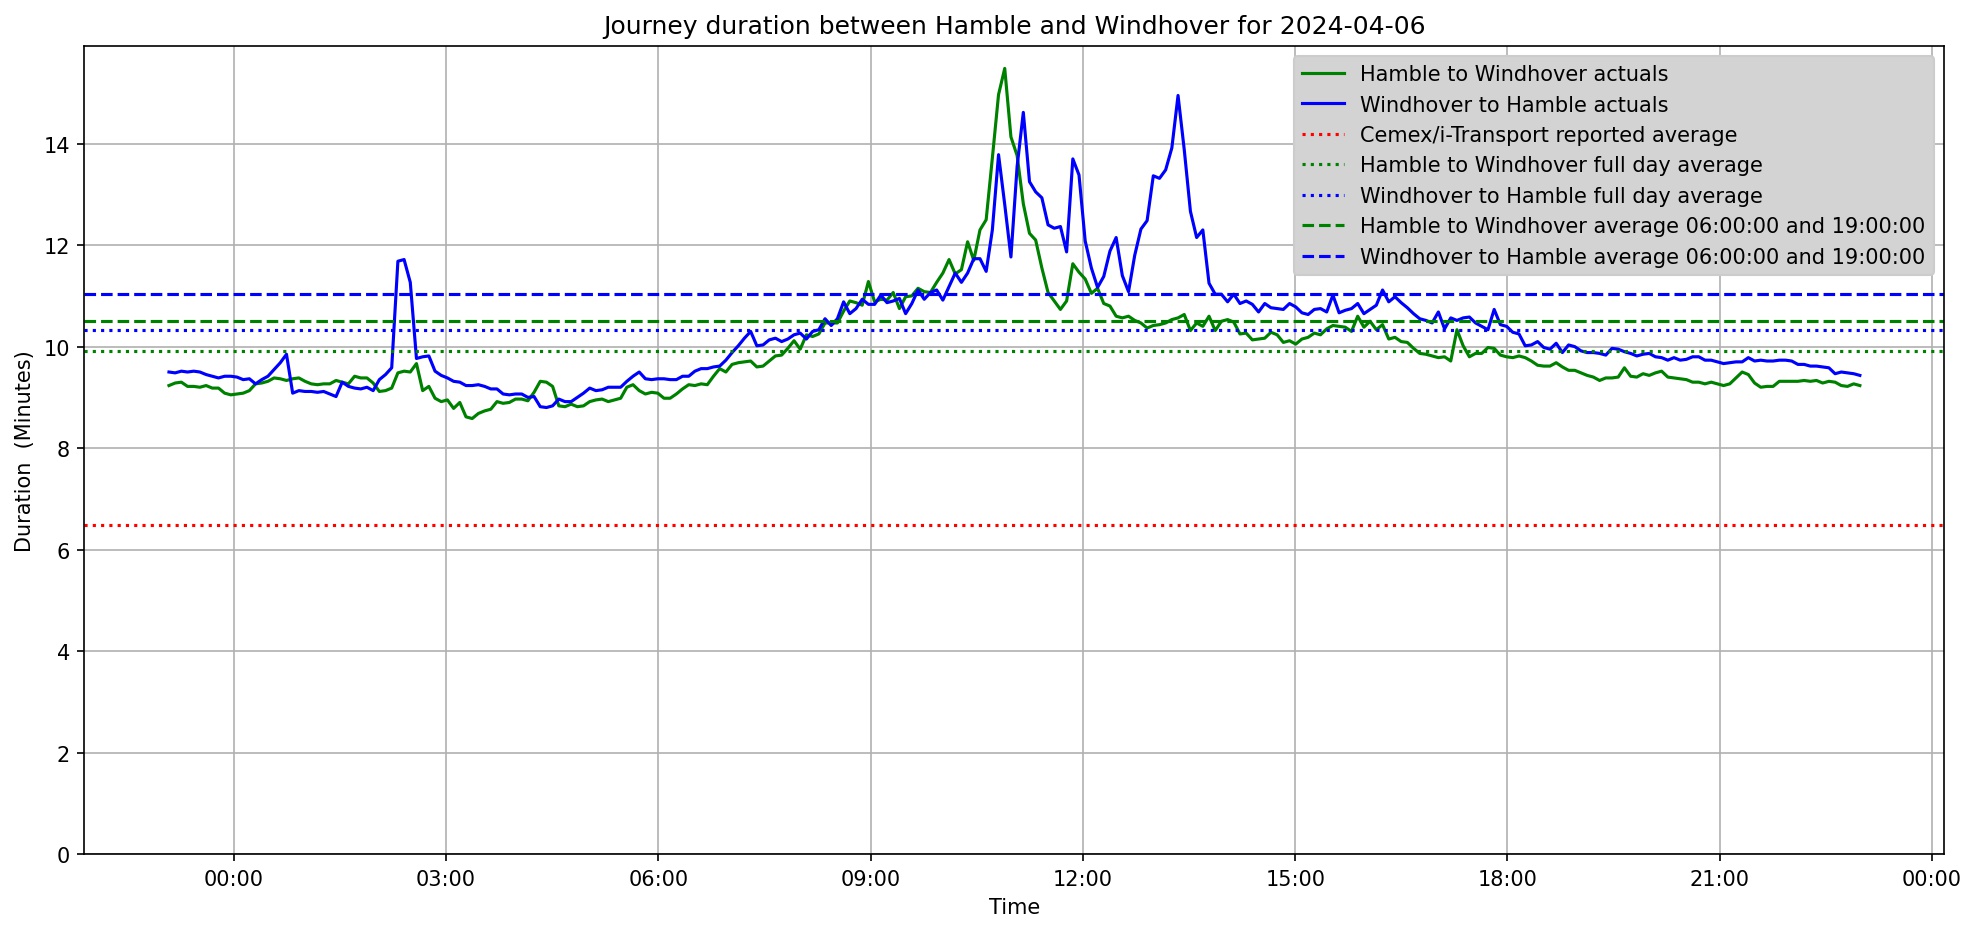 Journey duration between Hamble and Windhover for 2024-04-06
Hamble to Windhover actuals
Windhover to Hamble actuals
Cemex/i-Transport reported average
Hamble to Windhover full day average
Windhover to Hamble full day average
Hamble to Windhover average 06:00:00 and 19:00:00
Windhover to Hamble average 06:00:00 and 19:00:00
Duration (Minutes)
14
12
10
8
6
4
2
0
00:00 03:00 06:00 09:00 12:00 15:00 18:00 21:00 00:00
Time